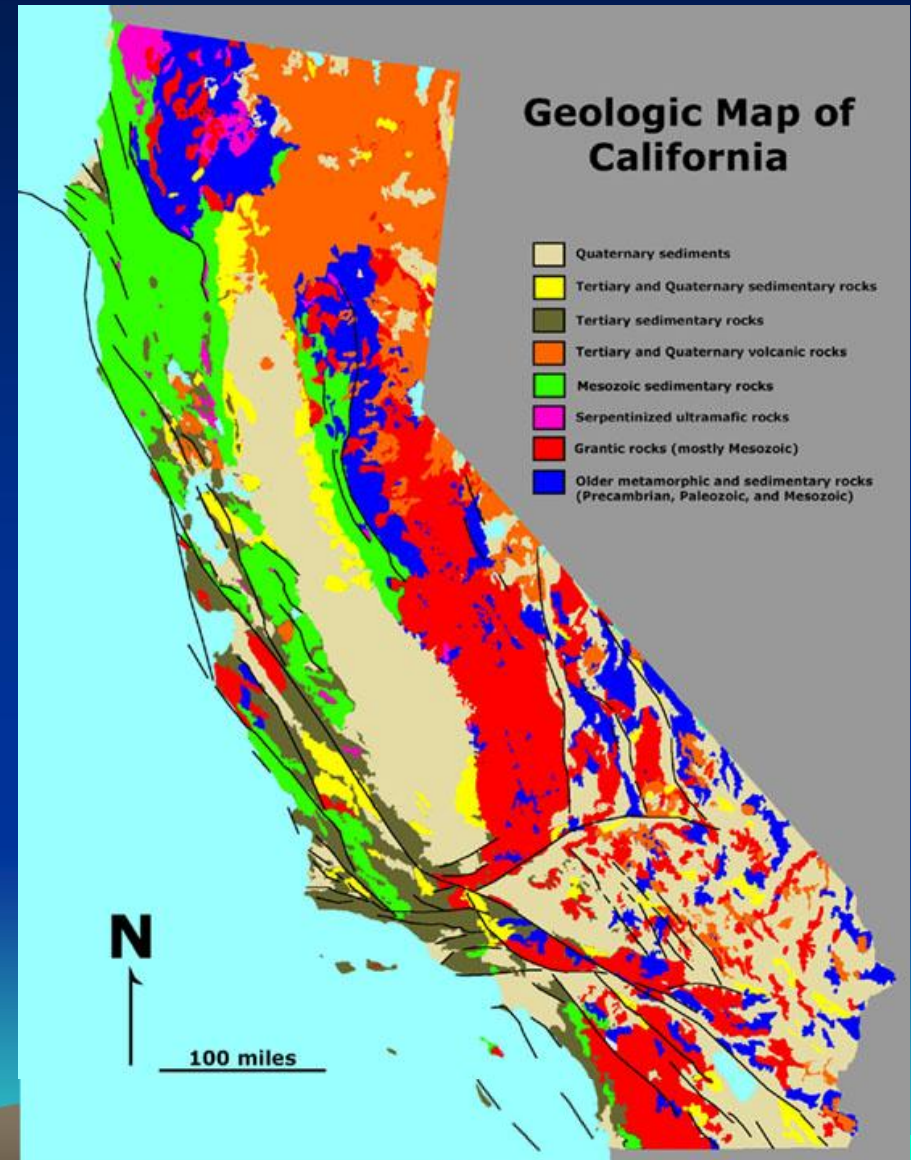 Geologic Map of
California
Quaternary sediments
Tertiary and Quaternary sedimentary rocks
Tertiary sedimentary rocks
Tertiary and Quaternary volcanic rocks
Mesozoic sedimentary rocks
Serpentinized ultramafic rocks
Grantic rocks (mostly Mesozoic)
Older metamorphic and sedimentary rocks
(Precambrian, Paleozoic, and Mesozoic)
N
100 miles